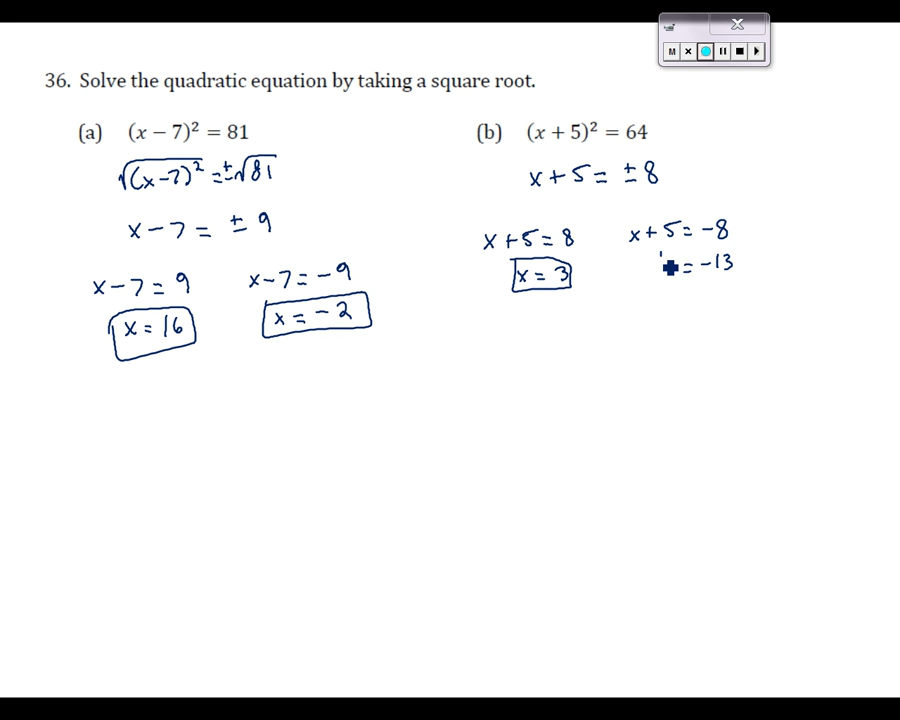 36. Solve the quadratic equation by taking a square root.
(a) (x − 7)² = 81
√(x−7)² = ±√81
x − 7 = ± 9
x − 7 = 9
x = 16
x − 7 = −9
x = −2
(b) (x + 5)² = 64
x + 5 = ± 8
x + 5 = 8
x = 3
x + 5 = −8
= −13
M